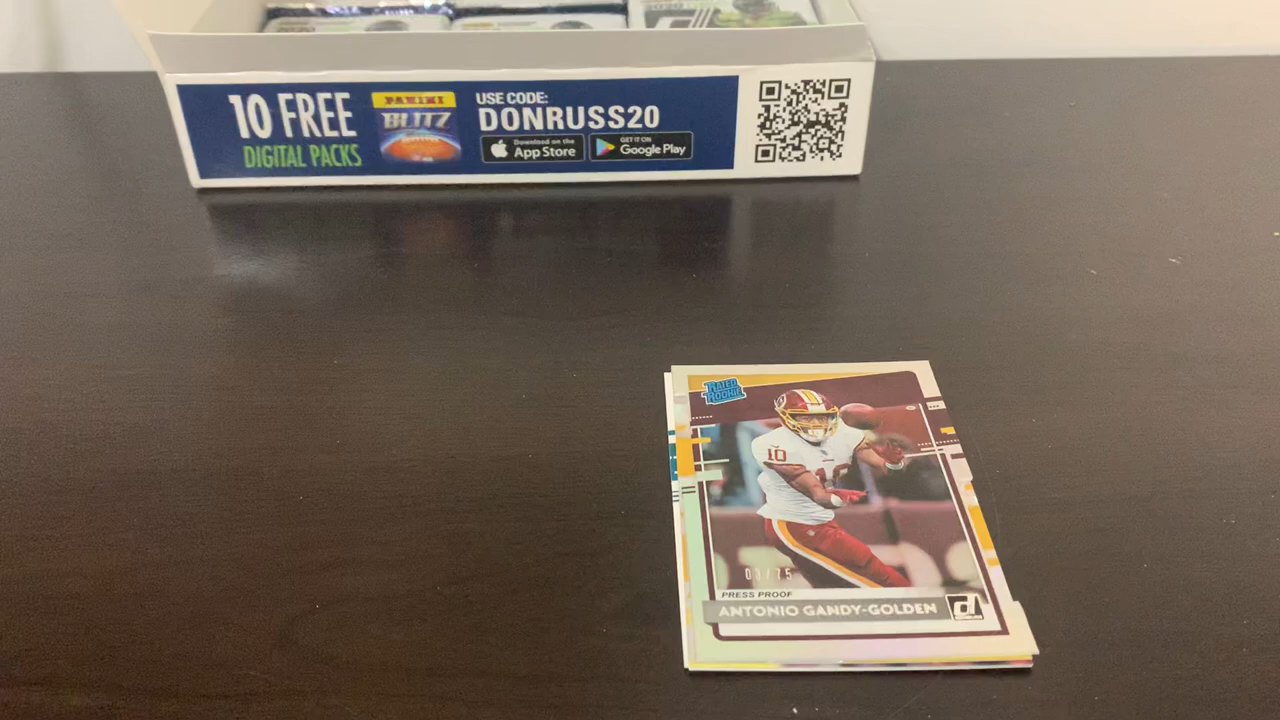 10 FREE
DIGITAL PACKS
PANINI
BLITZ
USE CODE:
DONRUSS20
Download on the
App Store
GET IT ON
Google Play
RATED
ROOKIE
10
PRESS PROOF
ANTONIO GANDY-GOLDEN